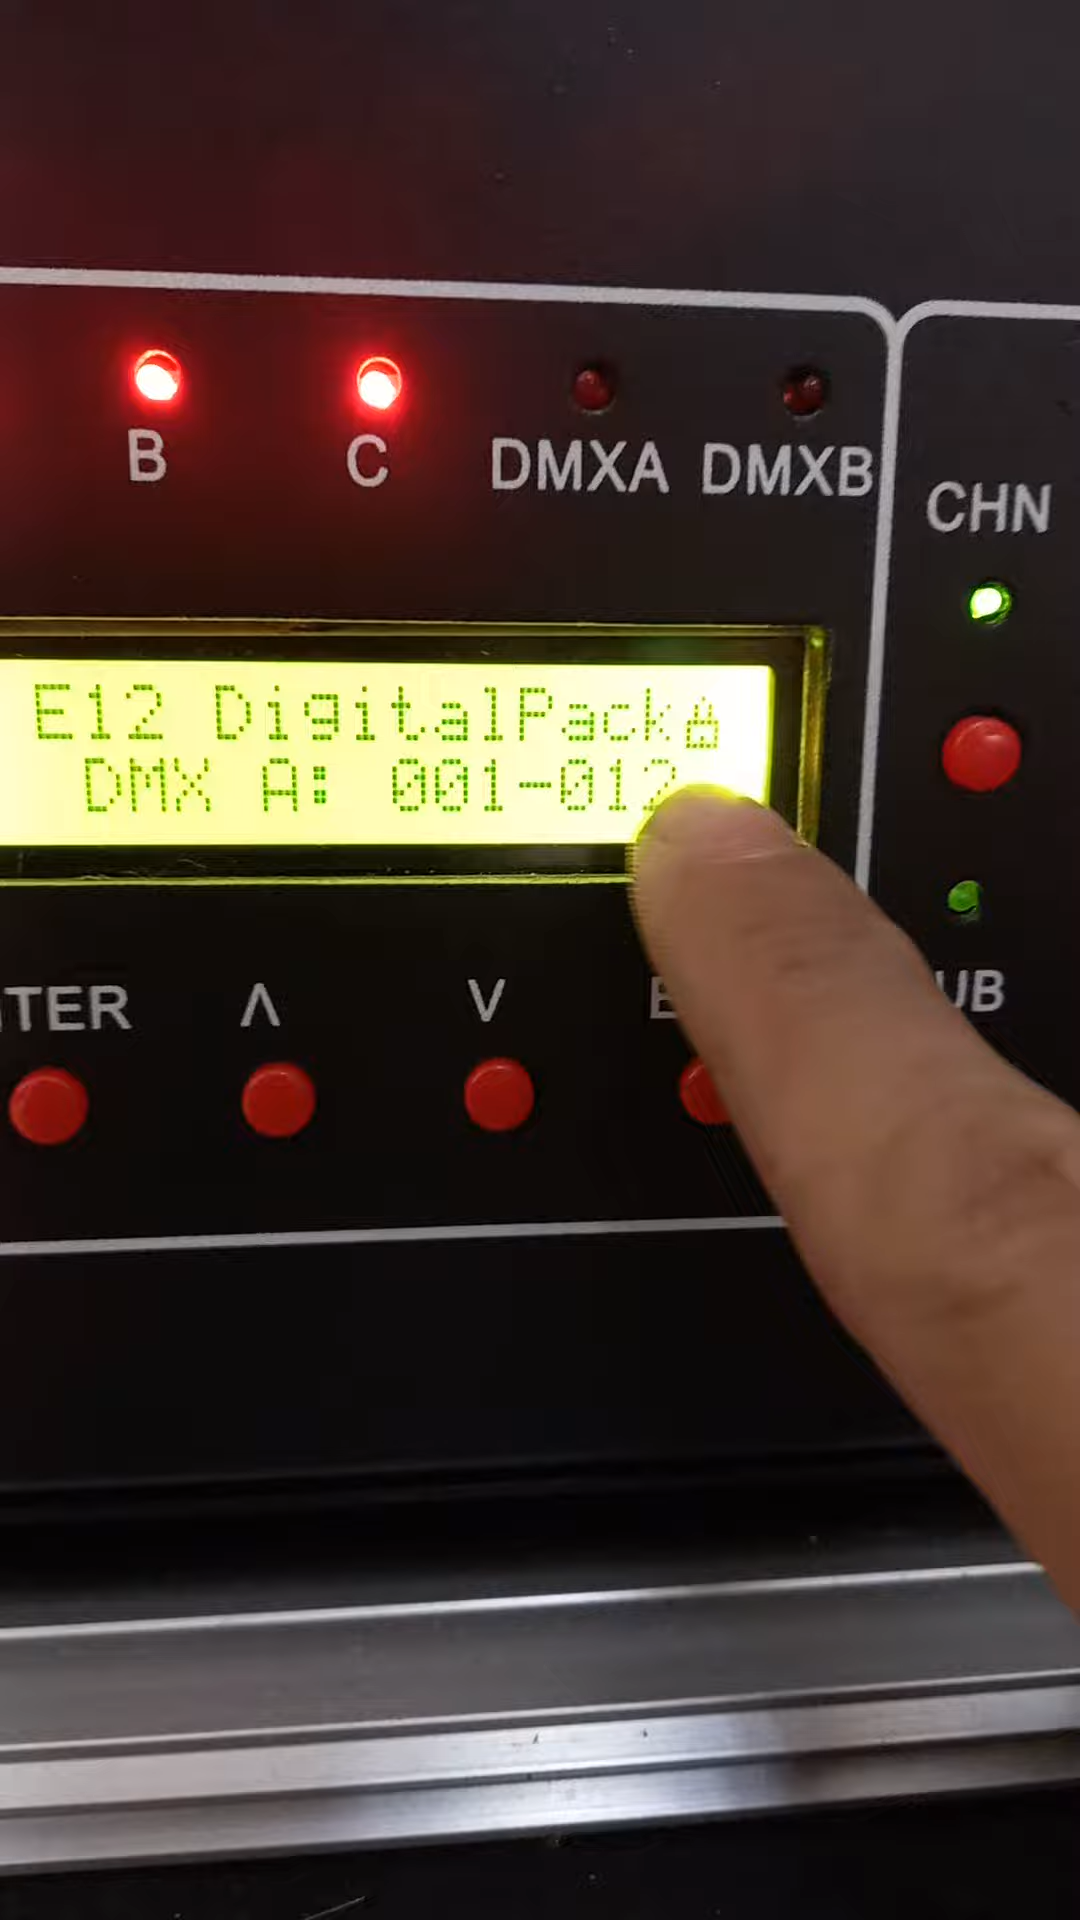 B C DMXA DMXB
CHN
E12 DigitalPack
DMX A: 001-012
TER Λ V E
UB